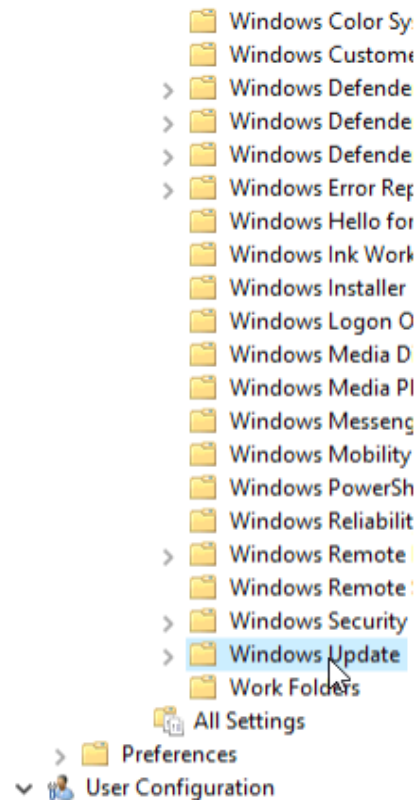 Windows Color Sy
Windows Custome
Windows Defende
Windows Defende
Windows Defende
Windows Error Rep
Windows Hello for
Windows Ink Work
Windows Installer
Windows Logon O
Windows Media D
Windows Media Pl
Windows Messeng
Windows Mobility
Windows PowerSh
Windows Reliabilit
Windows Remote
Windows Remote
Windows Security
Windows Update
Work Folders
All Settings
Preferences
User Configuration